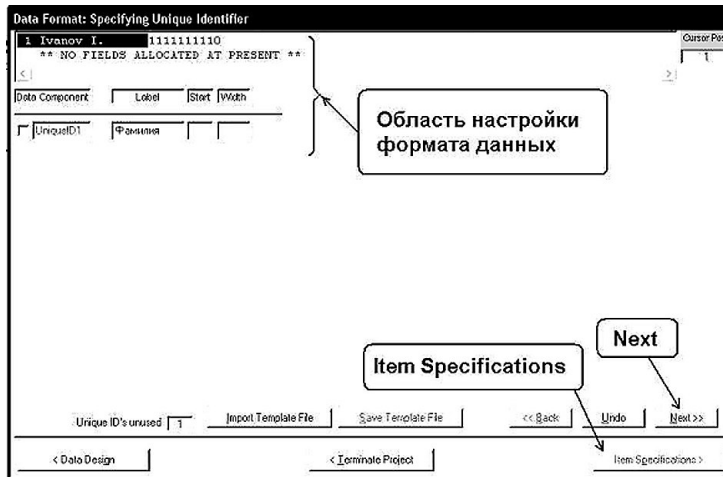 Data Format: Specifying Unique Identifier
1 Ivanov I. 1111111110
** NO FIELDS ALLOCATED AT PRESENT **
Cursor Pos
1
Data Component Label Start Width
UniqueID1 Фамилия
Область настройки
формата данных
Next
Item Specifications
Unique ID's unused 1 Import Template File Save Template File << Back Undo Next >>
< Data Design < Terminate Project Item Specifications >